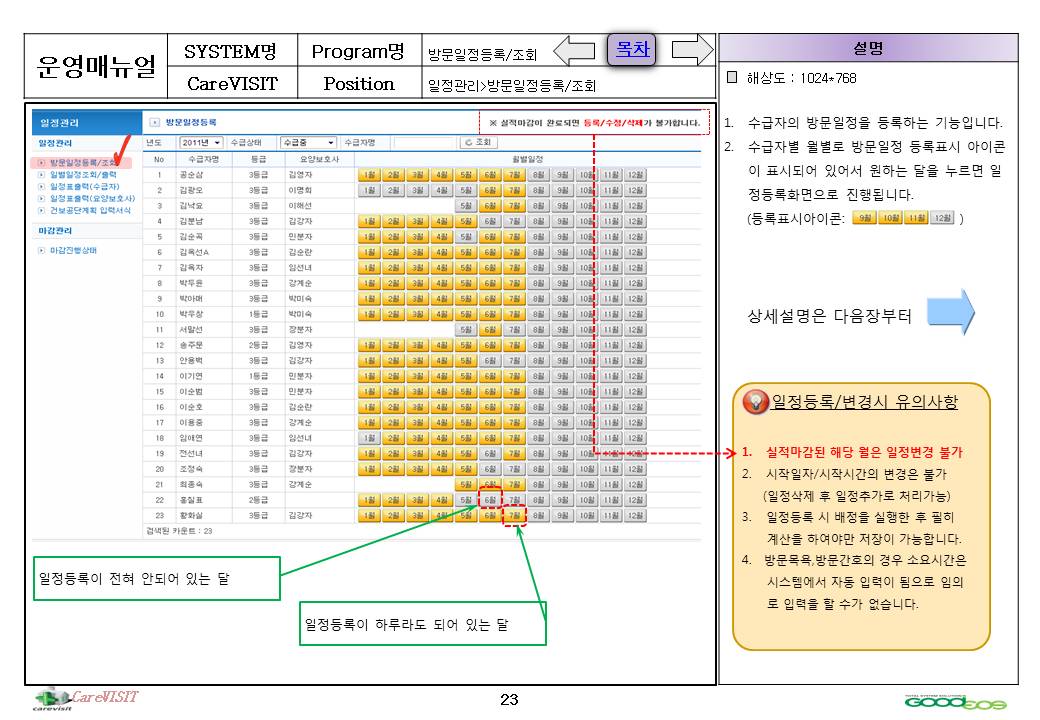 운영매뉴얼
SYSTEM명
Program명
방문일정등록/조회
목차
CareVISIT
Position
일정관리>방문일정등록/조회
설명
해상도 : 1024*768
일정관리
방문일정등록
※ 실적마감이 완료되면 등록/수정/삭제가 불가합니다.
일정관리
방문일정등록/조회
일별일정조회/출력
일정표출력(수급자)
일정표출력(요양보호사)
건보공단계획 입력서식
마감관리
마감진행상태
년도 2011년 수급상태 수급중 수급자명 조회
No 수급자명 등급 요양보호사 월별일정
1 공순삼 3등급 김영자 1월 2월 3월 4월 5월 6월 7월 8월 9월 10월 11월 12월
2 김광오 3등급 이명희 1월 2월 3월 4월 5월 6월 7월 8월 9월 10월 11월 12월
3 김낙요 3등급 이해선 5월 6월 7월 8월 9월 10월 11월 12월
4 김분남 3등급 김강자 1월 2월 3월 4월 5월 6월 7월 8월 9월 10월 11월 12월
5 김순곡 3등급 민분자 1월 2월 3월 4월 5월 6월 7월 8월 9월 10월 11월 12월
6 김옥선A 3등급 김순란 1월 2월 3월 4월 5월 6월 7월 8월 9월 10월 11월 12월
7 김옥자 3등급 임선녀 1월 2월 3월 4월 5월 6월 7월 8월 9월 10월 11월 12월
8 박두윤 3등급 강계순 1월 2월 3월 4월 5월 6월 7월 8월 9월 10월 11월 12월
9 박아매 3등급 박미숙 1월 2월 3월 4월 5월 6월 7월 8월 9월 10월 11월 12월
10 박우창 1등급 박미숙 1월 2월 3월 4월 5월 6월 7월 8월 9월 10월 11월 12월
11 서말선 3등급 장분자 5월 6월 7월 8월 9월 10월 11월 12월
12 송주문 2등급 김영자 1월 2월 3월 4월 5월 6월 7월 8월 9월 10월 11월 12월
13 안용백 3등급 김강자 1월 2월 3월 4월 5월 6월 7월 8월 9월 10월 11월 12월
14 이기연 1등급 민분자 1월 2월 3월 4월 5월 6월 7월 8월 9월 10월 11월 12월
15 이순범 3등급 민분자 1월 2월 3월 4월 5월 6월 7월 8월 9월 10월 11월 12월
16 이순호 3등급 김순란 1월 2월 3월 4월 5월 6월 7월 8월 9월 10월 11월 12월
17 이용중 3등급 강계순 1월 2월 3월 4월 5월 6월 7월 8월 9월 10월 11월 12월
18 임애연 3등급 임선녀 1월 2월 3월 4월 5월 6월 7월 8월 9월 10월 11월 12월
19 전선녀 3등급 김강자 1월 2월 3월 4월 5월 6월 7월 8월 9월 10월 11월 12월
20 조정숙 3등급 장분자 1월 2월 3월 4월 5월 6월 7월 8월 9월 10월 11월 12월
21 최종숙 3등급 강계순 5월 6월 7월 8월 9월 10월 11월 12월
22 홍실표 2등급 1월 2월 3월 4월 5월 6월 7월 8월 9월 10월 11월 12월
23 황화실 3등급 김강자 1월 2월 3월 4월 5월 6월 7월 8월 9월 10월 11월 12월
검색된 카운트 : 23
일정등록이 전혀 안되어 있는 달
일정등록이 하루라도 되어 있는 달
1. 수급자의 방문일정을 등록하는 기능입니다.
2. 수급자별 월별로 방문일정 등록표시 아이콘
이 표시되어 있어서 원하는 달을 누르면 일
정등록화면으로 진행됩니다.
(등록표시아이콘: 9월 10월 11월 12월 )
상세설명은 다음장부터
일정등록/변경시 유의사항
1. 실적마감된 해당 월은 일정변경 불가
2. 시작일자/시작시간의 변경은 불가
(일정삭제 후 일정추가로 처리가능)
3. 일정등록 시 배정을 실행한 후 필히
계산을 하여야만 저장이 가능합니다.
4. 방문목욕,방문간호의 경우 소요시간은
시스템에서 자동 입력이 됨으로 임의
로 입력을 할 수가 없습니다.
carevisit
CareVISIT
23
TOTAL SYSTEM SOLUTIONS
GOODEOS